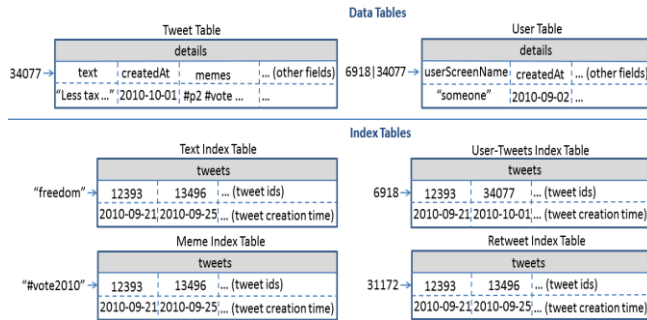 Data Tables
Tweet Table
User Table
details
details
34077
text createdAt memes ... (other fields)
6918|34077
userScreenName createdAt ... (other fields)
"Less tax ..." 2010-10-01 #p2 #vote ... ...
"someone" 2010-09-02 ...
Index Tables
Text Index Table
User-Tweets Index Table
tweets
tweets
"freedom"
12393 13496 ... (tweet ids)
6918
12393 34077 ... (tweet ids)
2010-09-21 2010-09-25 ... (tweet creation time)
2010-09-21 2010-10-01 ... (tweet creation time)
Meme Index Table
Retweet Index Table
tweets
tweets
"#vote2010"
12393 13496 ... (tweet ids)
31172
12393 13496 ... (tweet ids)
2010-09-21 2010-09-25 ... (tweet creation time)
2010-09-21 2010-09-25 ... (tweet creation time)